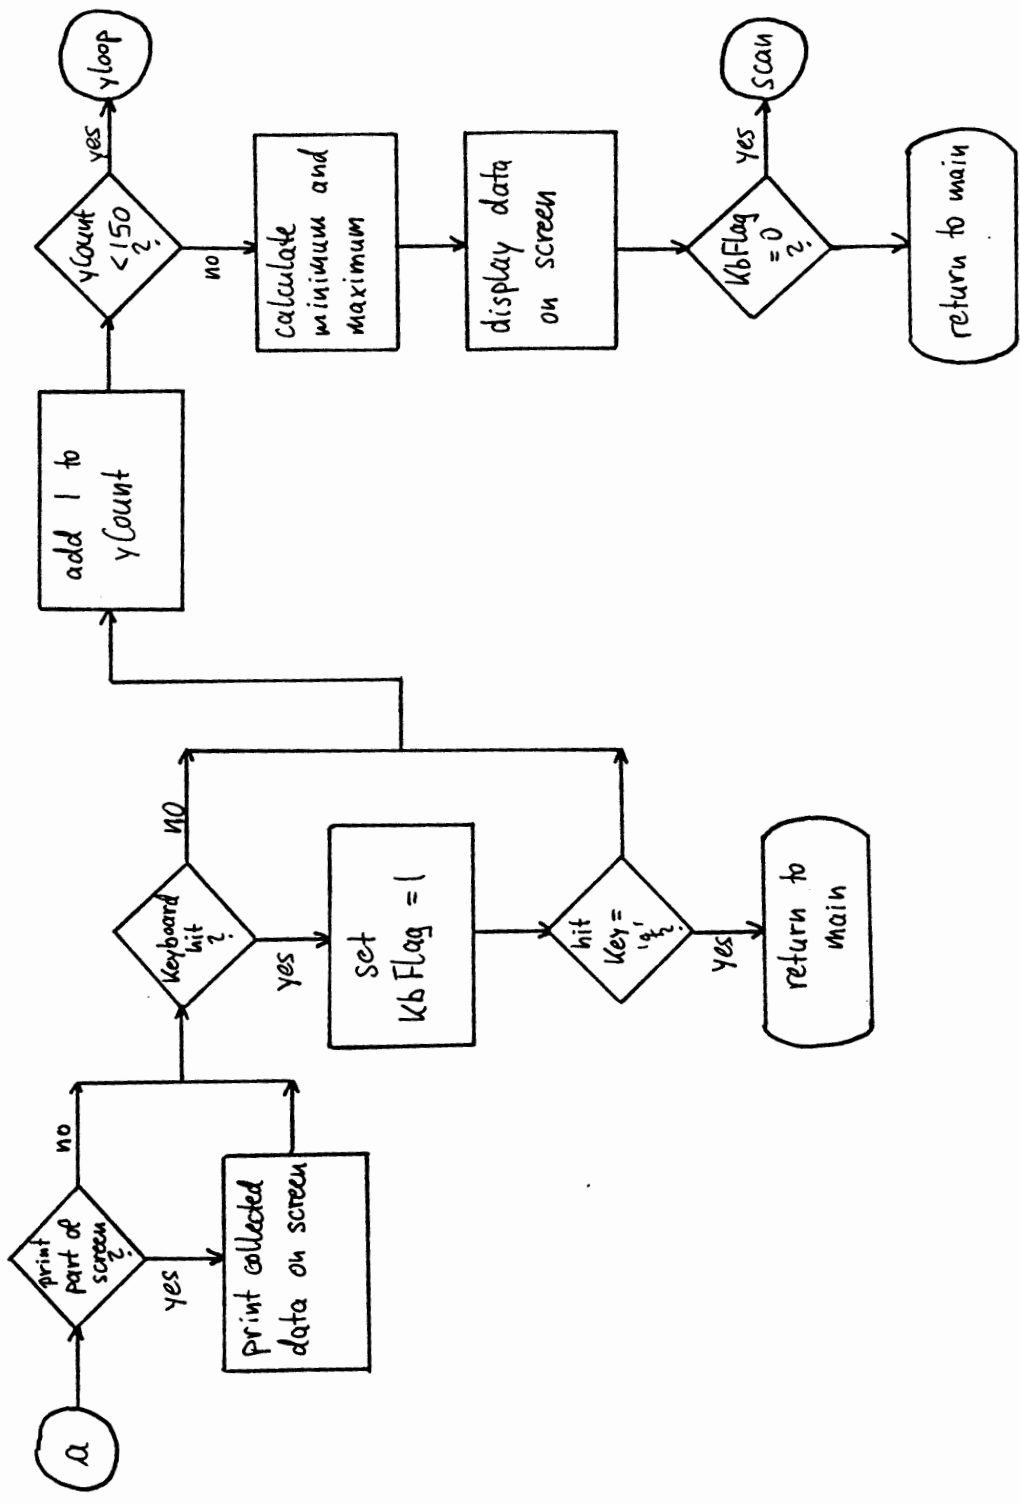 a
print
part of
screen
?
no
yes
print collected
data on screen
Keyboard
hit
?
no
yes
set
KbFlag = 1
hit
Key =
'q'
?
yes
return to
main
add 1 to
yCount
yCount
<150
?
yes
yloop
no
calculate
minimum and
maximum
display data
on screen
KbFlag
=0
?
yes
scan
return to main